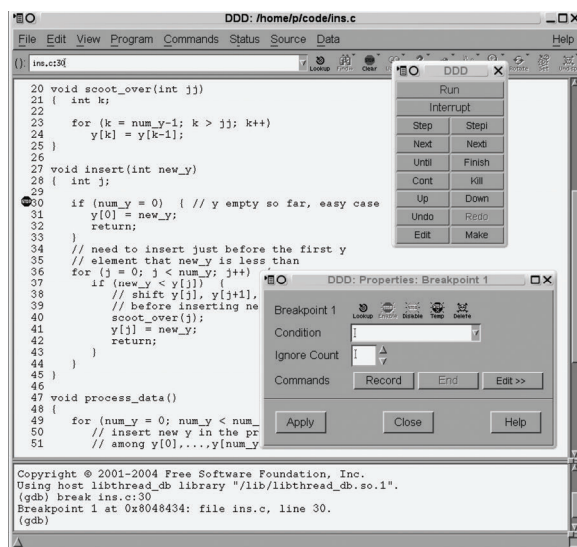 DDD: /home/p/code/ins.c
File Edit View Program Commands Status Source Data Help
(): ins.c:30
Lookup Find» Clear
DDD
Run
Interrupt
Step Stepi
Next Nexti
Until Finish
Cont Kill
Up Down
Undo Redo
Edit Make
20 void scoot_over(int jj)
21 { int k;
22
23 for (k = num_y-1; k > jj; k++)
24 y[k] = y[k-1];
25 }
26
27 void insert(int new_y)
28 { int j;
29
30 if (num_y = 0) { // y empty so far, easy case
31 y[0] = new_y;
32 return;
33 }
34 // need to insert just before the first y
35 // element that new_y is less than
36 for (j = 0; j < num_y; j++) {
37 if (new_y < y[j]) {
38 // shift y[j], y[j+1],
39 // before inserting ne
40 scoot_over(j);
41 y[j] = new_y;
42 return;
43 }
44 }
45 }
46
47 void process_data()
48 {
49 for (num_y = 0; num_y < num_
50 // insert new y in the pr
51 // among y[0],...,y[num_y
DDD: Properties: Breakpoint 1
Breakpoint 1
Lookup Enable Disable Temp Delete
Condition
Ignore Count
Commands Record End Edit >>
Apply Close Help
Copyright © 2001-2004 Free Software Foundation, Inc.
Using host libthread_db library "/lib/libthread_db.so.1".
(gdb) break ins.c:30
Breakpoint 1 at 0x8048434: file ins.c, line 30.
(gdb)